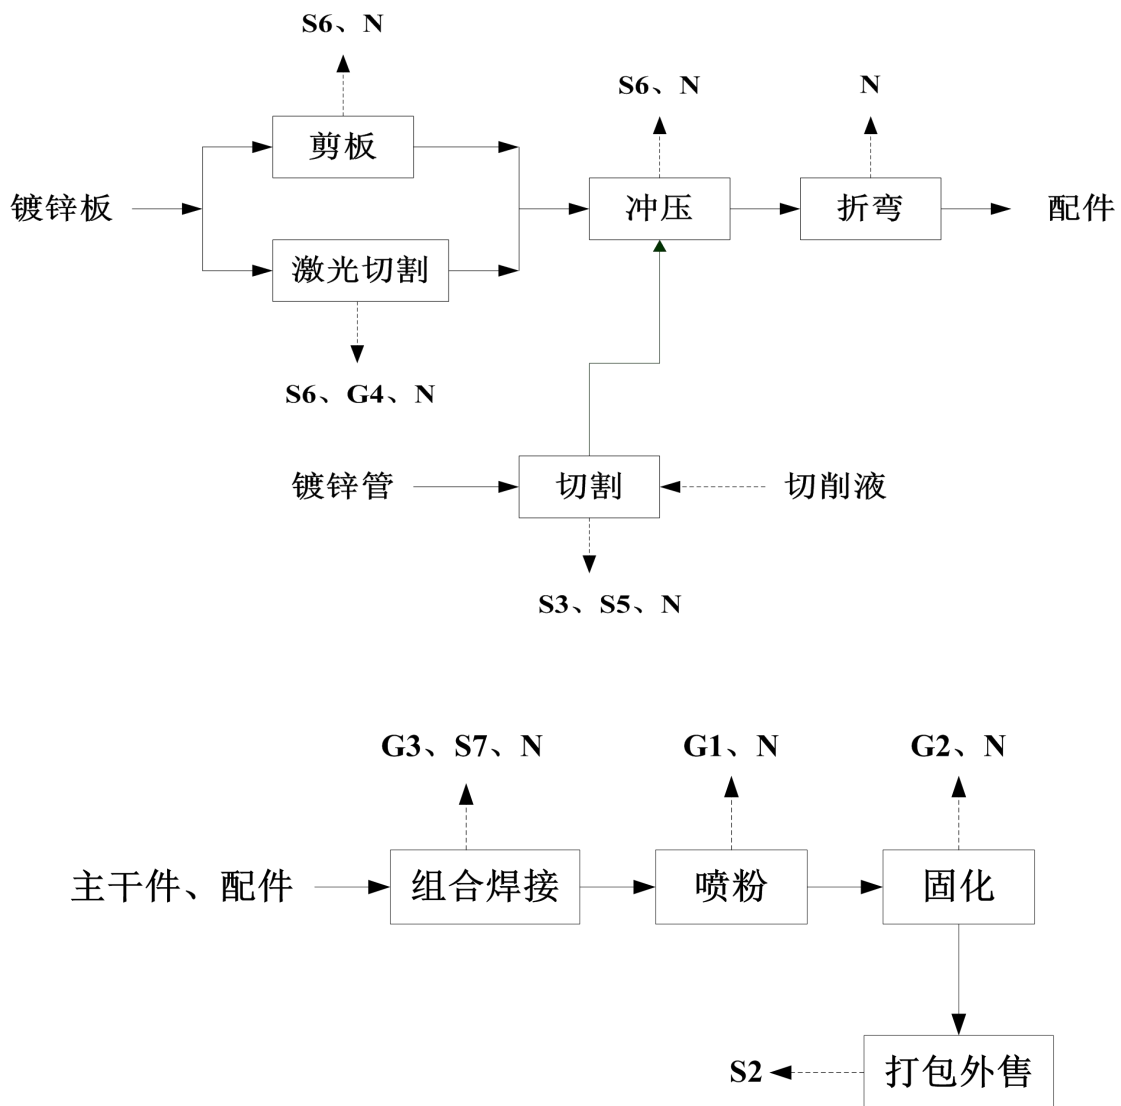 S6、N
S6、N
N
剪板
镀锌板
冲压
折弯
配件
激光切割
S6、G4、N
镀锌管
切割
切削液
S3、S5、N
G3、S7、N
G1、N
G2、N
主干件、配件
组合焊接
喷粉
固化
S2
打包外售